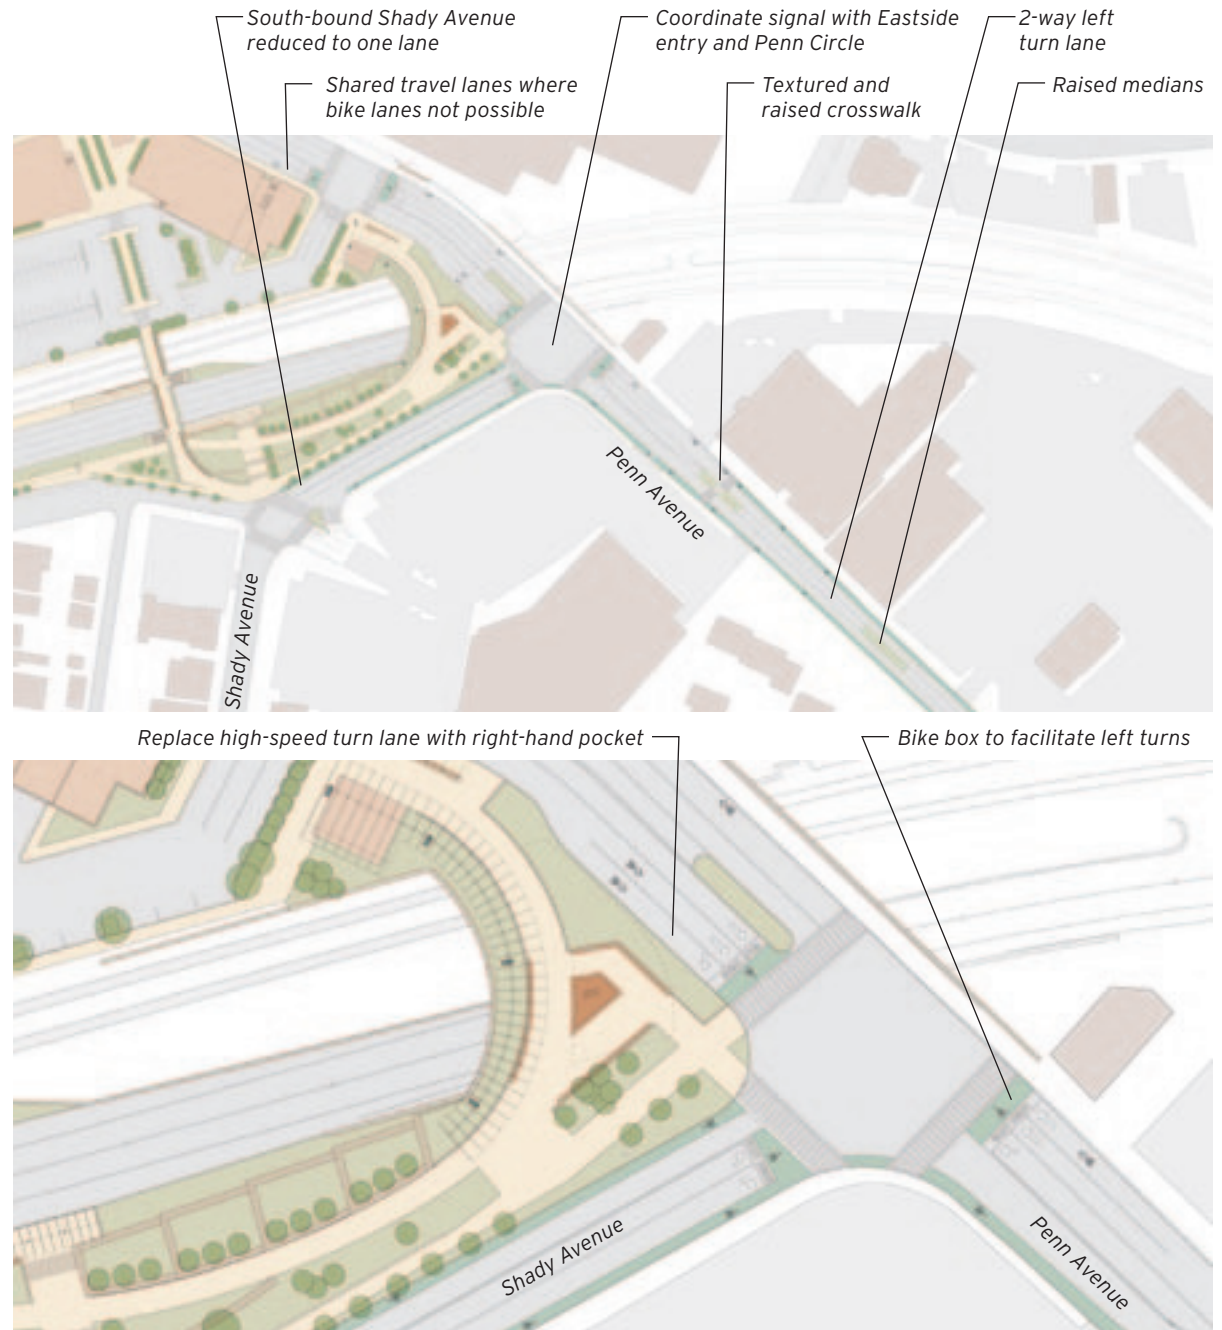 South-bound Shady Avenue
reduced to one lane
Coordinate signal with Eastside
entry and Penn Circle
2-way left
turn lane
Shared travel lanes where
bike lanes not possible
Textured and
raised crosswalk
Raised medians
Penn Avenue
Shady Avenue
Replace high-speed turn lane with right-hand pocket
Bike box to facilitate left turns
Shady Avenue
Penn Avenue